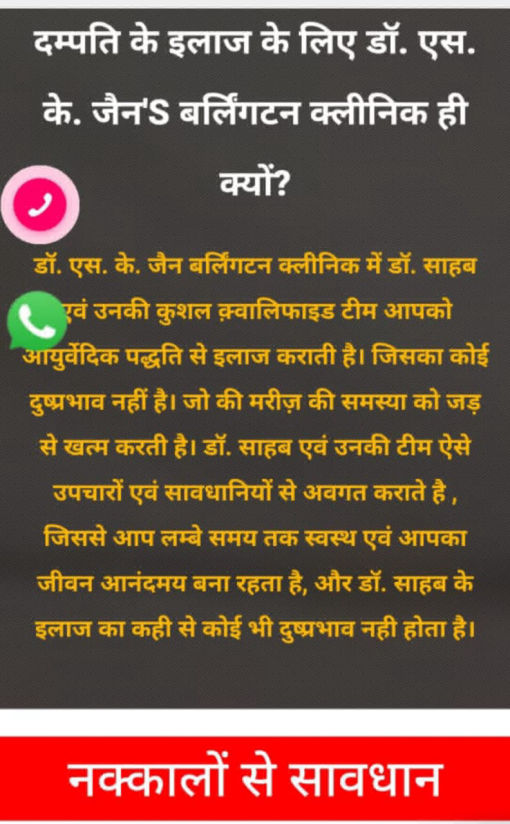 दम्पति के इलाज के लिए डॉ. एस.
के. जैन'S बर्लिंगटन क्लीनिक ही
क्यों?
डॉ. एस. के. जैन बर्लिंगटन क्लीनिक में डॉ. साहब
एवं उनकी कुशल क़्वालिफाइड टीम आपको
आयुर्वेदिक पद्धति से इलाज कराती है। जिसका कोई
दुष्प्रभाव नहीं है। जो की मरीज़ की समस्या को जड़
से खत्म करती है। डॉ. साहब एवं उनकी टीम ऐसे
उपचारों एवं सावधानियों से अवगत कराते है ,
जिससे आप लम्बे समय तक स्वस्थ एवं आपका
जीवन आनंदमय बना रहता है, और डॉ. साहब के
इलाज का कही से कोई भी दुष्प्रभाव नही होता है।
नक्कालों से सावधान